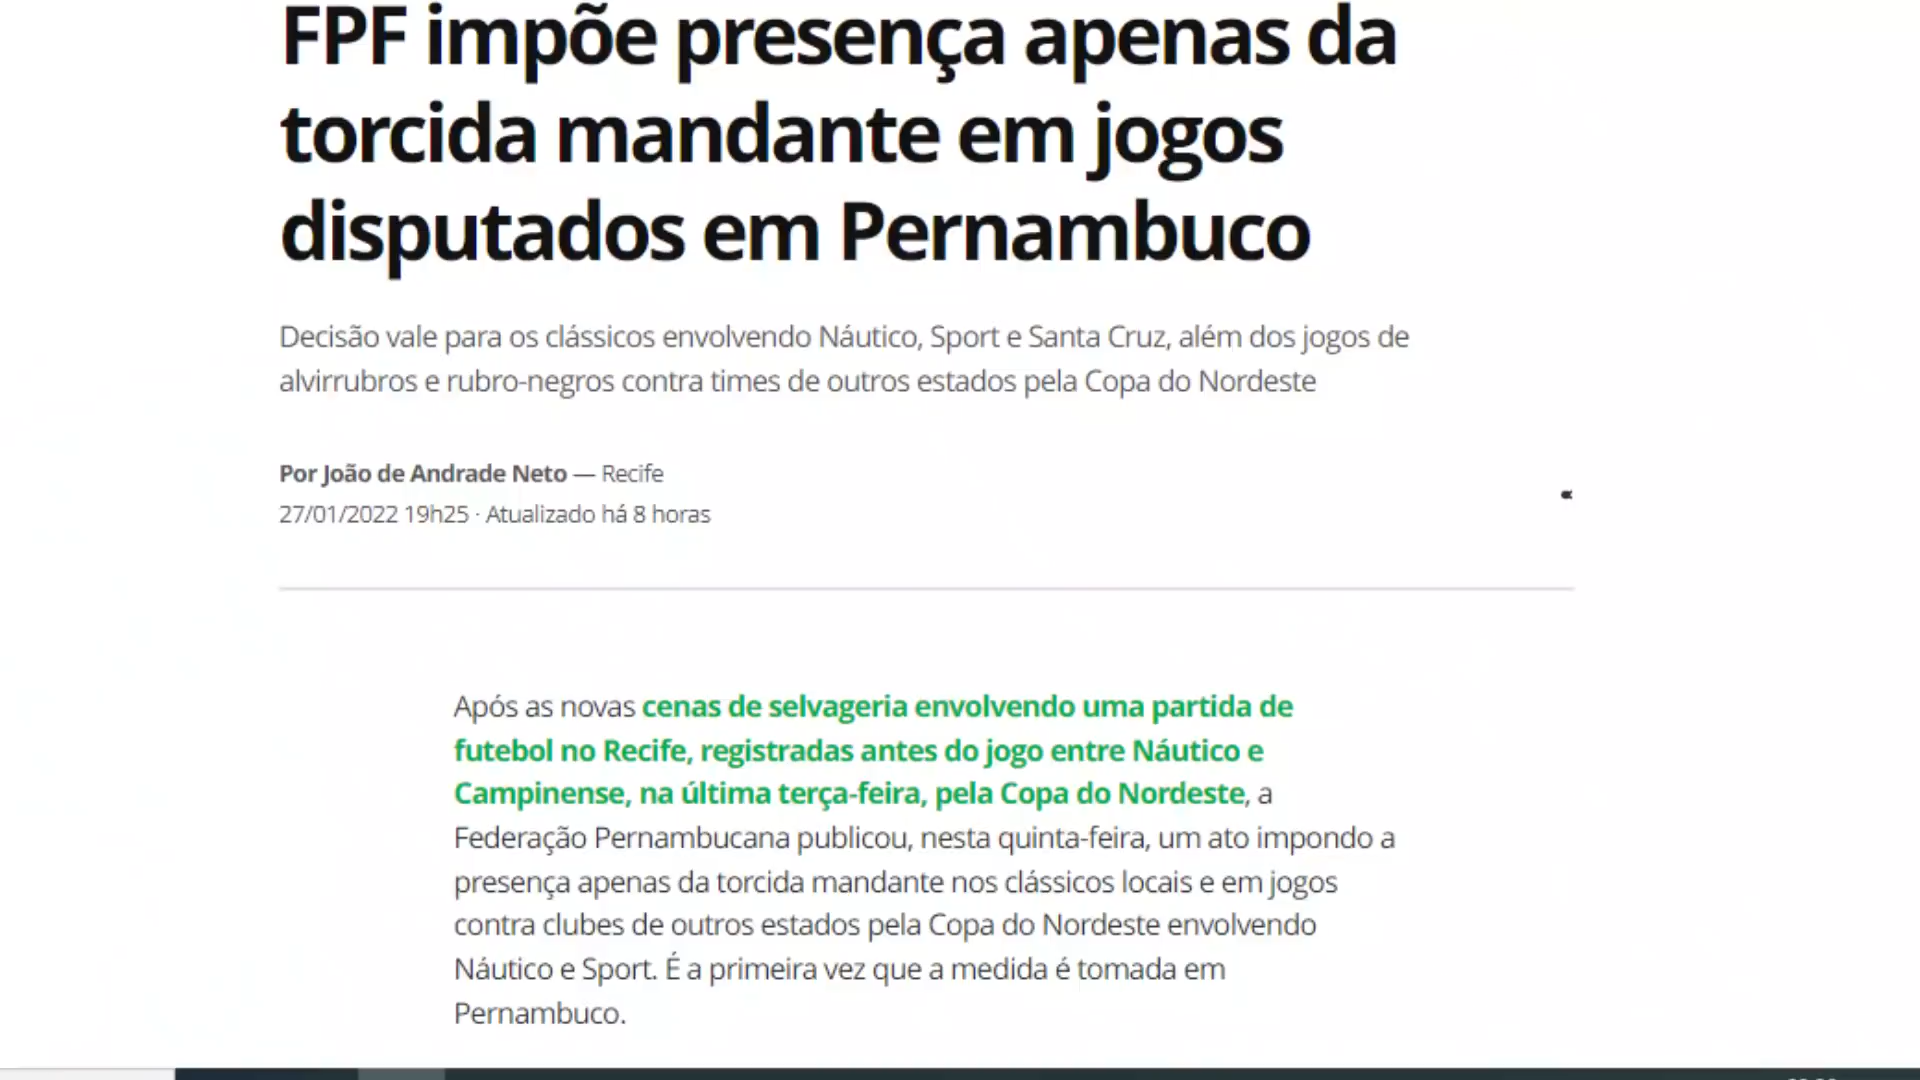 FPF impõe presença apenas da
torcida mandante em jogos
disputados em Pernambuco
Decisão vale para os clássicos envolvendo Náutico, Sport e Santa Cruz, além dos jogos de
alvirrubros e rubro-negros contra times de outros estados pela Copa do Nordeste
Por João de Andrade Neto — Recife
27/01/2022 19h25 · Atualizado há 8 horas
Após as novas cenas de selvageria envolvendo uma partida de
futebol no Recife, registradas antes do jogo entre Náutico e
Campinense, na última terça-feira, pela Copa do Nordeste, a
Federação Pernambucana publicou, nesta quinta-feira, um ato impondo a
presença apenas da torcida mandante nos clássicos locais e em jogos
contra clubes de outros estados pela Copa do Nordeste envolvendo
Náutico e Sport. É a primeira vez que a medida é tomada em
Pernambuco.